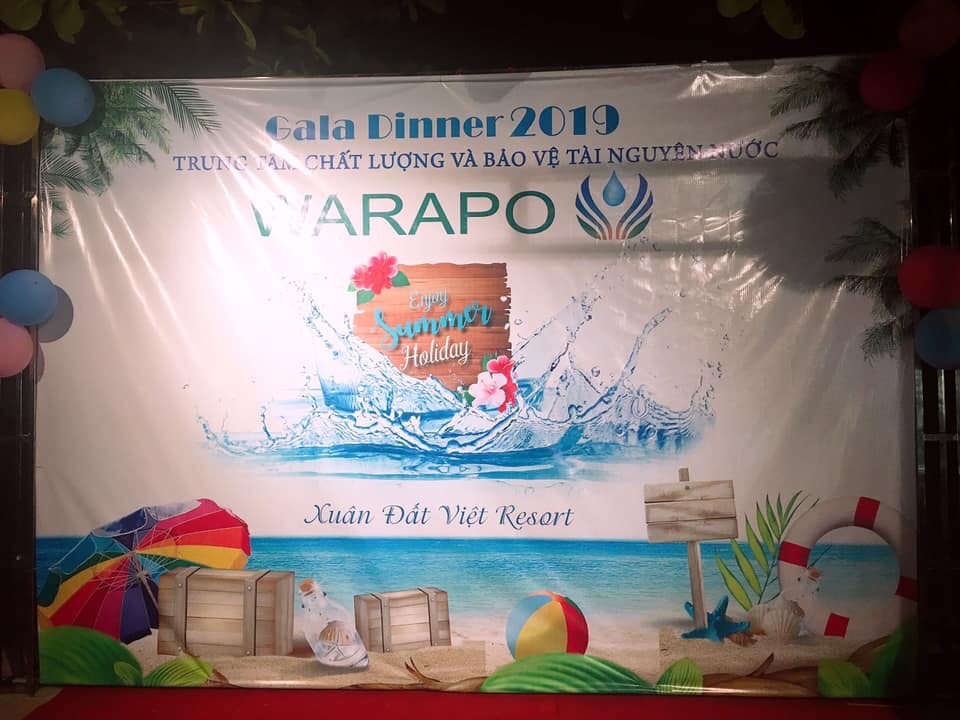 Gala Dinner 2019
TRUNG TÂM CHẤT LƯỢNG VÀ BẢO VỆ TÀI NGUYÊN NƯỚC
WARAPO
Enjoy
Summer
Holiday
Xuân Đất Việt Resort